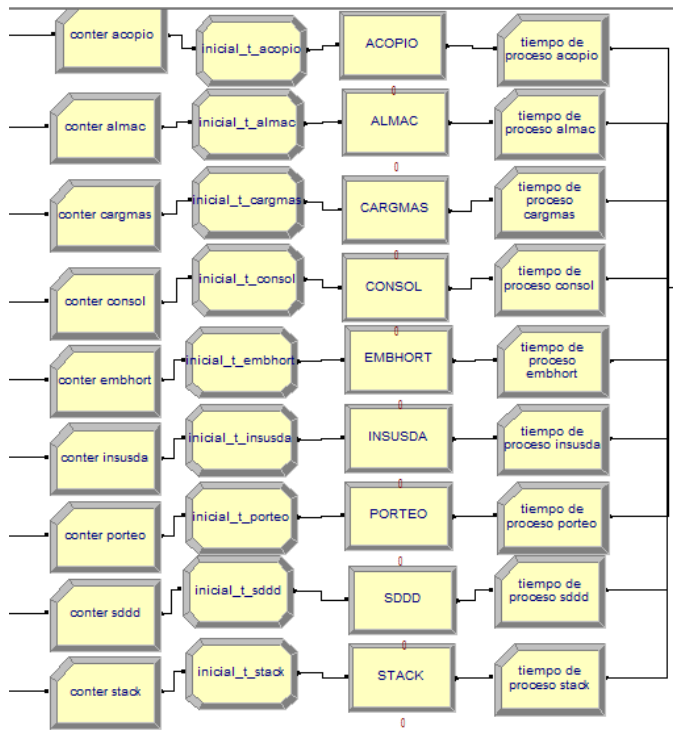 conter acopio
inicial_t_acopio
ACOPIO
tiempo de
proceso acopio
0
conter almac
inicial_t_almac
ALMAC
tiempo de
proceso almac
0
conter cargmas
inicial_t_cargmas
CARGMAS
tiempo de
proceso
cargmas
0
conter consol
inicial_t_consol
CONSOL
tiempo de
proceso consol
0
conter embhort
inicial_t_embhort
EMBHORT
tiempo de
proceso
embhort
0
conter insusda
inicial_t_insusda
INSUSDA
tiempo de
proceso insusda
0
conter porteo
inicial_t_porteo
PORTEO
tiempo de
proceso porteo
0
conter sddd
inicial_t_sddd
SDDD
tiempo de
proceso sddd
0
conter stack
inicial_t_stack
STACK
tiempo de
proceso stack
0